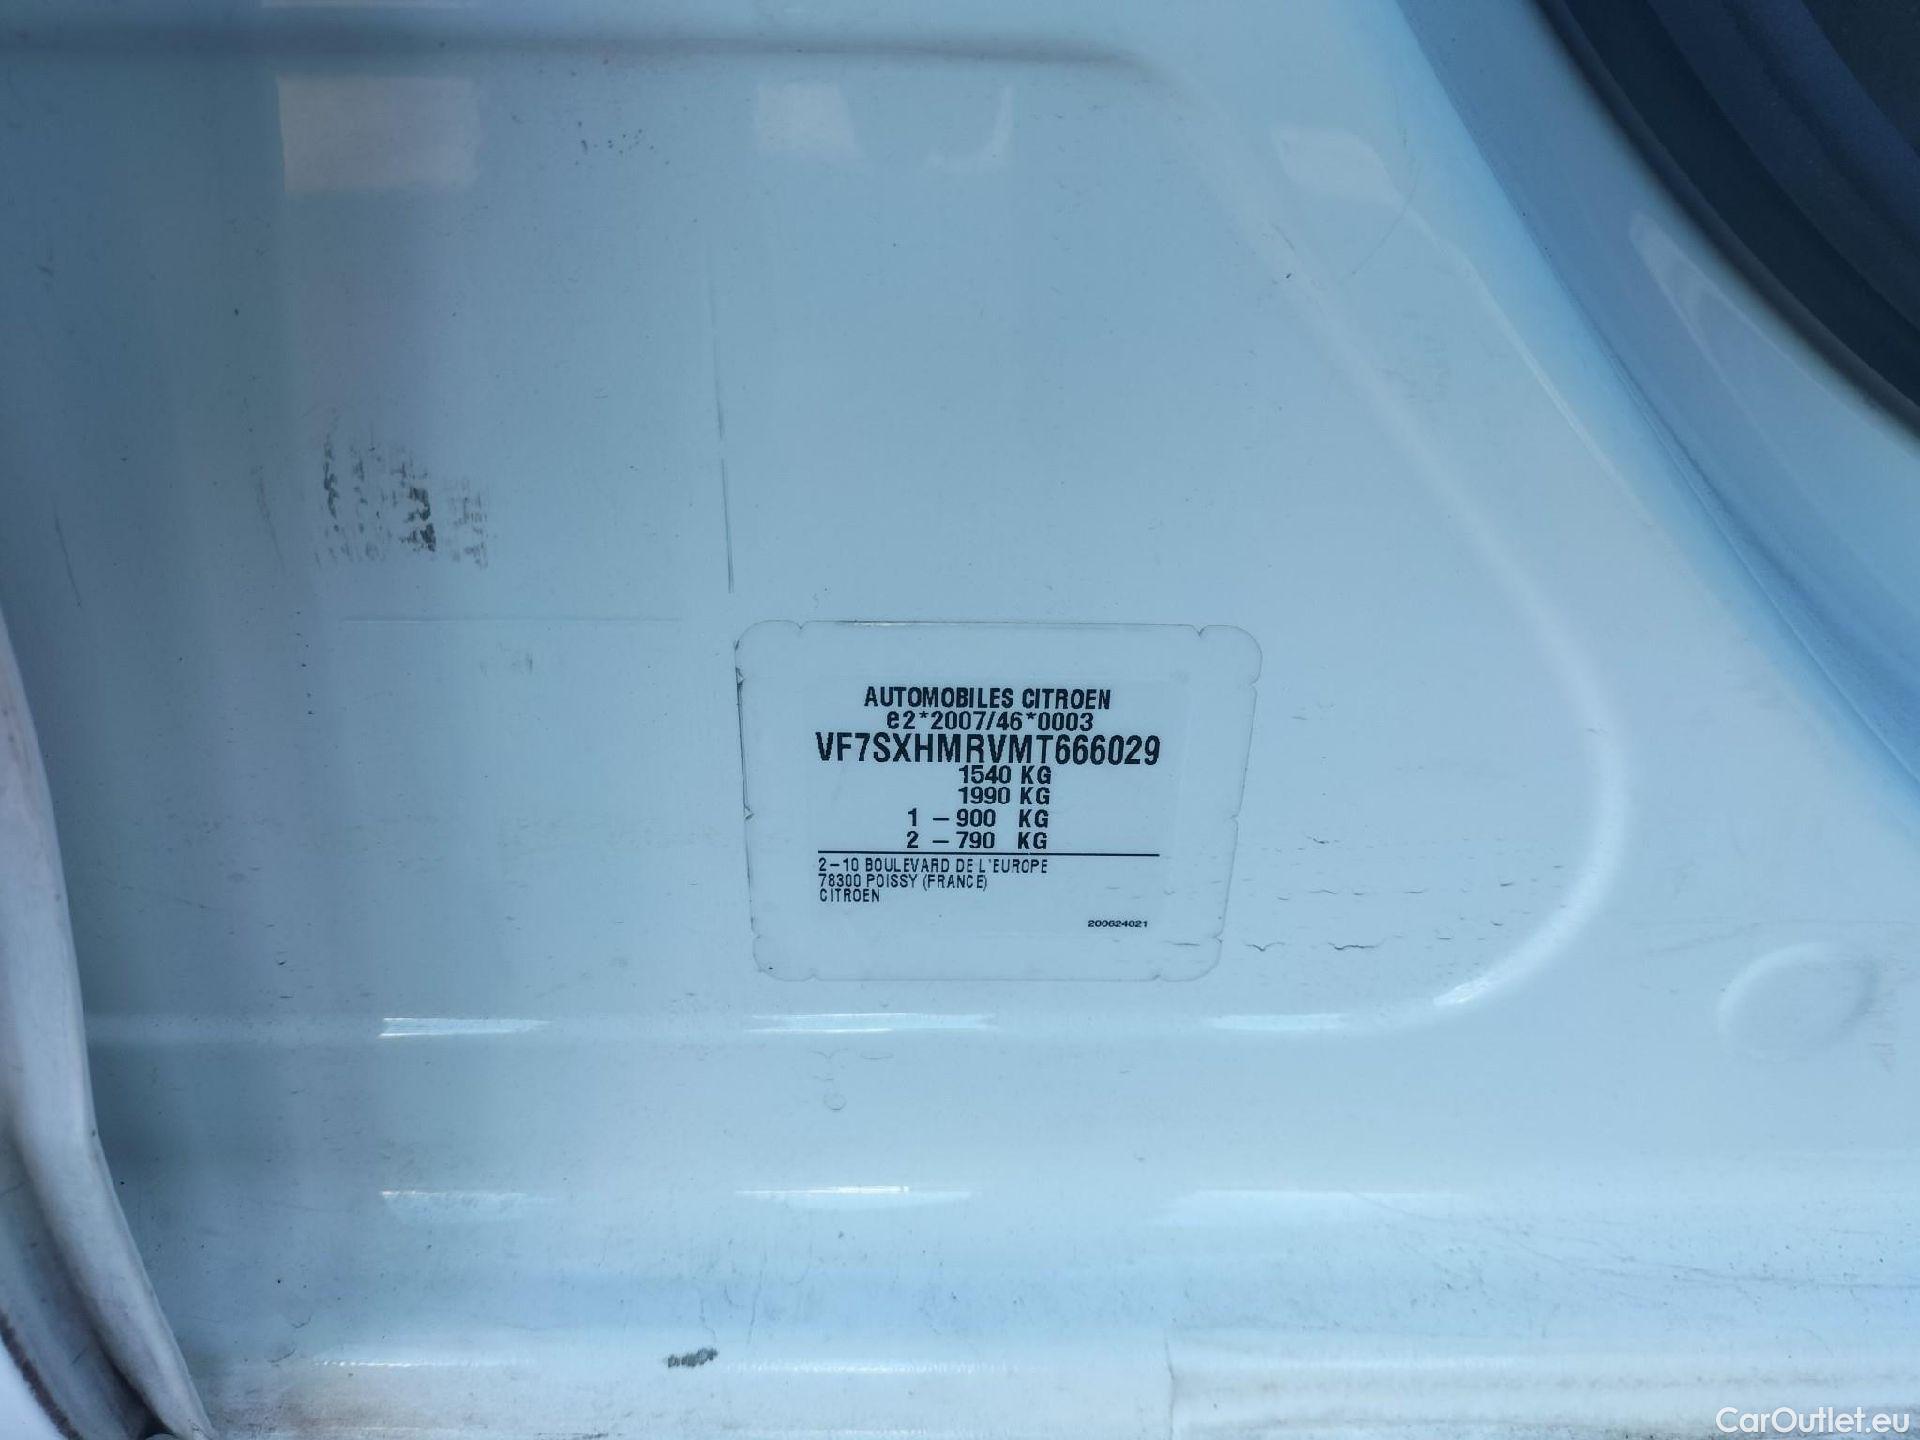 AUTOMOBILES CITROEN
e2*2007/46*0003
VF7SXHMRVMT666029
1540 KG
1990 KG
1 - 900 KG
2 - 790 KG
2-10 BOULEVARD DE L'EUROPE
78300 POISSY (FRANCE)
CITROEN
200624021
CarOutlet.eu